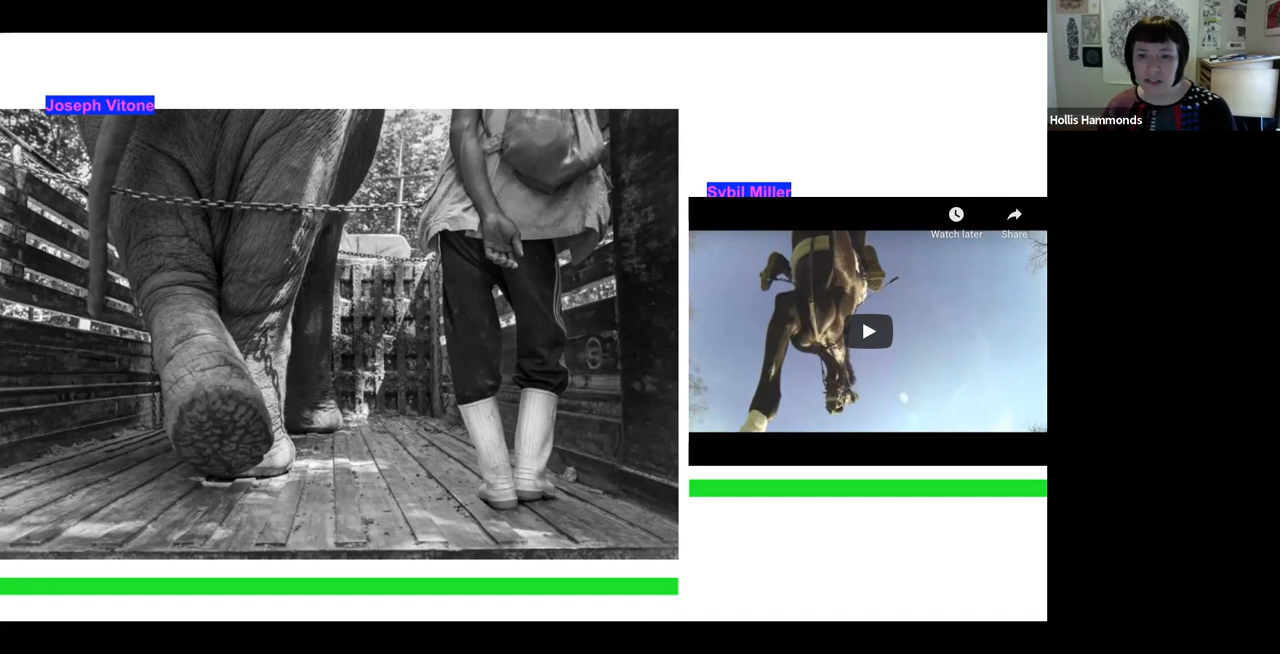 Joseph Vitone
Hollis Hammonds
Sybil Miller
Watch later
Share